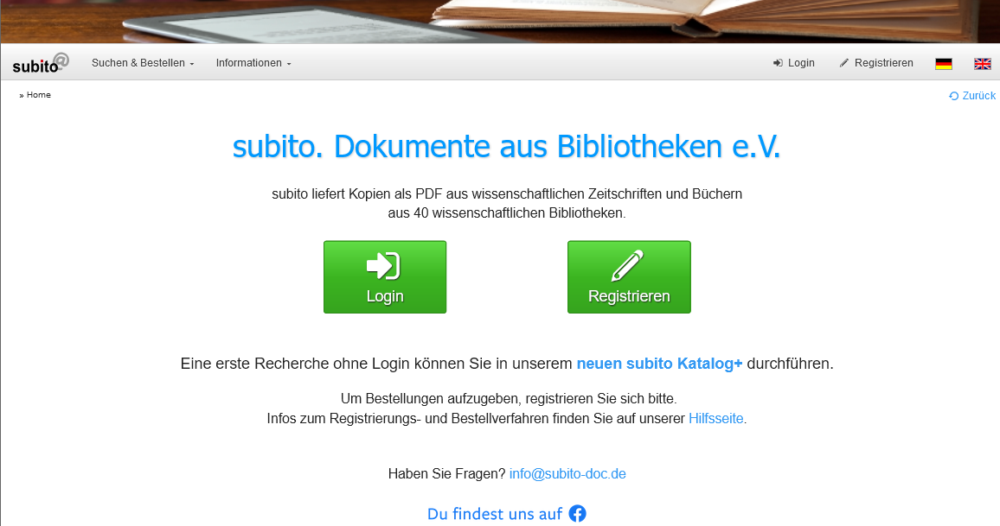 subito@
Suchen & Bestellen
Informationen
Login
Registrieren
» Home
Zurück
subito. Dokumente aus Bibliotheken e.V.
subito liefert Kopien als PDF aus wissenschaftlichen Zeitschriften und Büchern
aus 40 wissenschaftlichen Bibliotheken.
Login
Registrieren
Eine erste Recherche ohne Login können Sie in unserem neuen subito Katalog+ durchführen.
Um Bestellungen aufzugeben, registrieren Sie sich bitte.
Infos zum Registrierungs- und Bestellverfahren finden Sie auf unserer Hilfsseite.
Haben Sie Fragen? info@subito-doc.de
Du findest uns auf